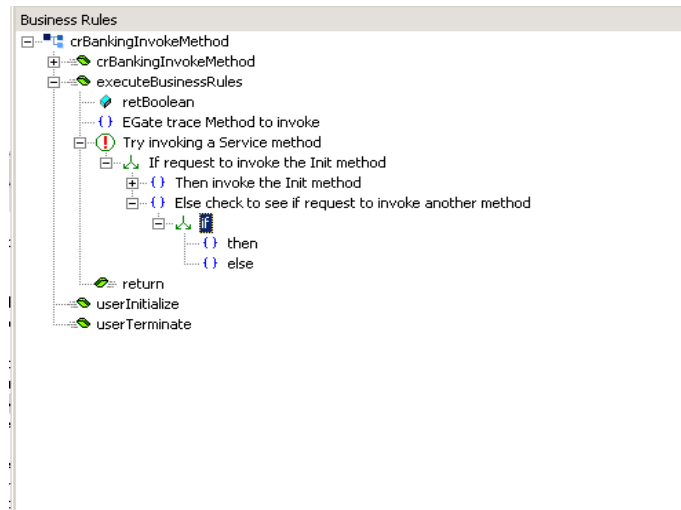 Business Rules
crBankingInvokeMethod
crBankingInvokeMethod
executeBusinessRules
retBoolean
{} EGate trace Method to invoke
Try invoking a Service method
If request to invoke the Init method
{} Then invoke the Init method
{} Else check to see if request to invoke another method
if
{} then
{} else
return
userInitialize
userTerminate